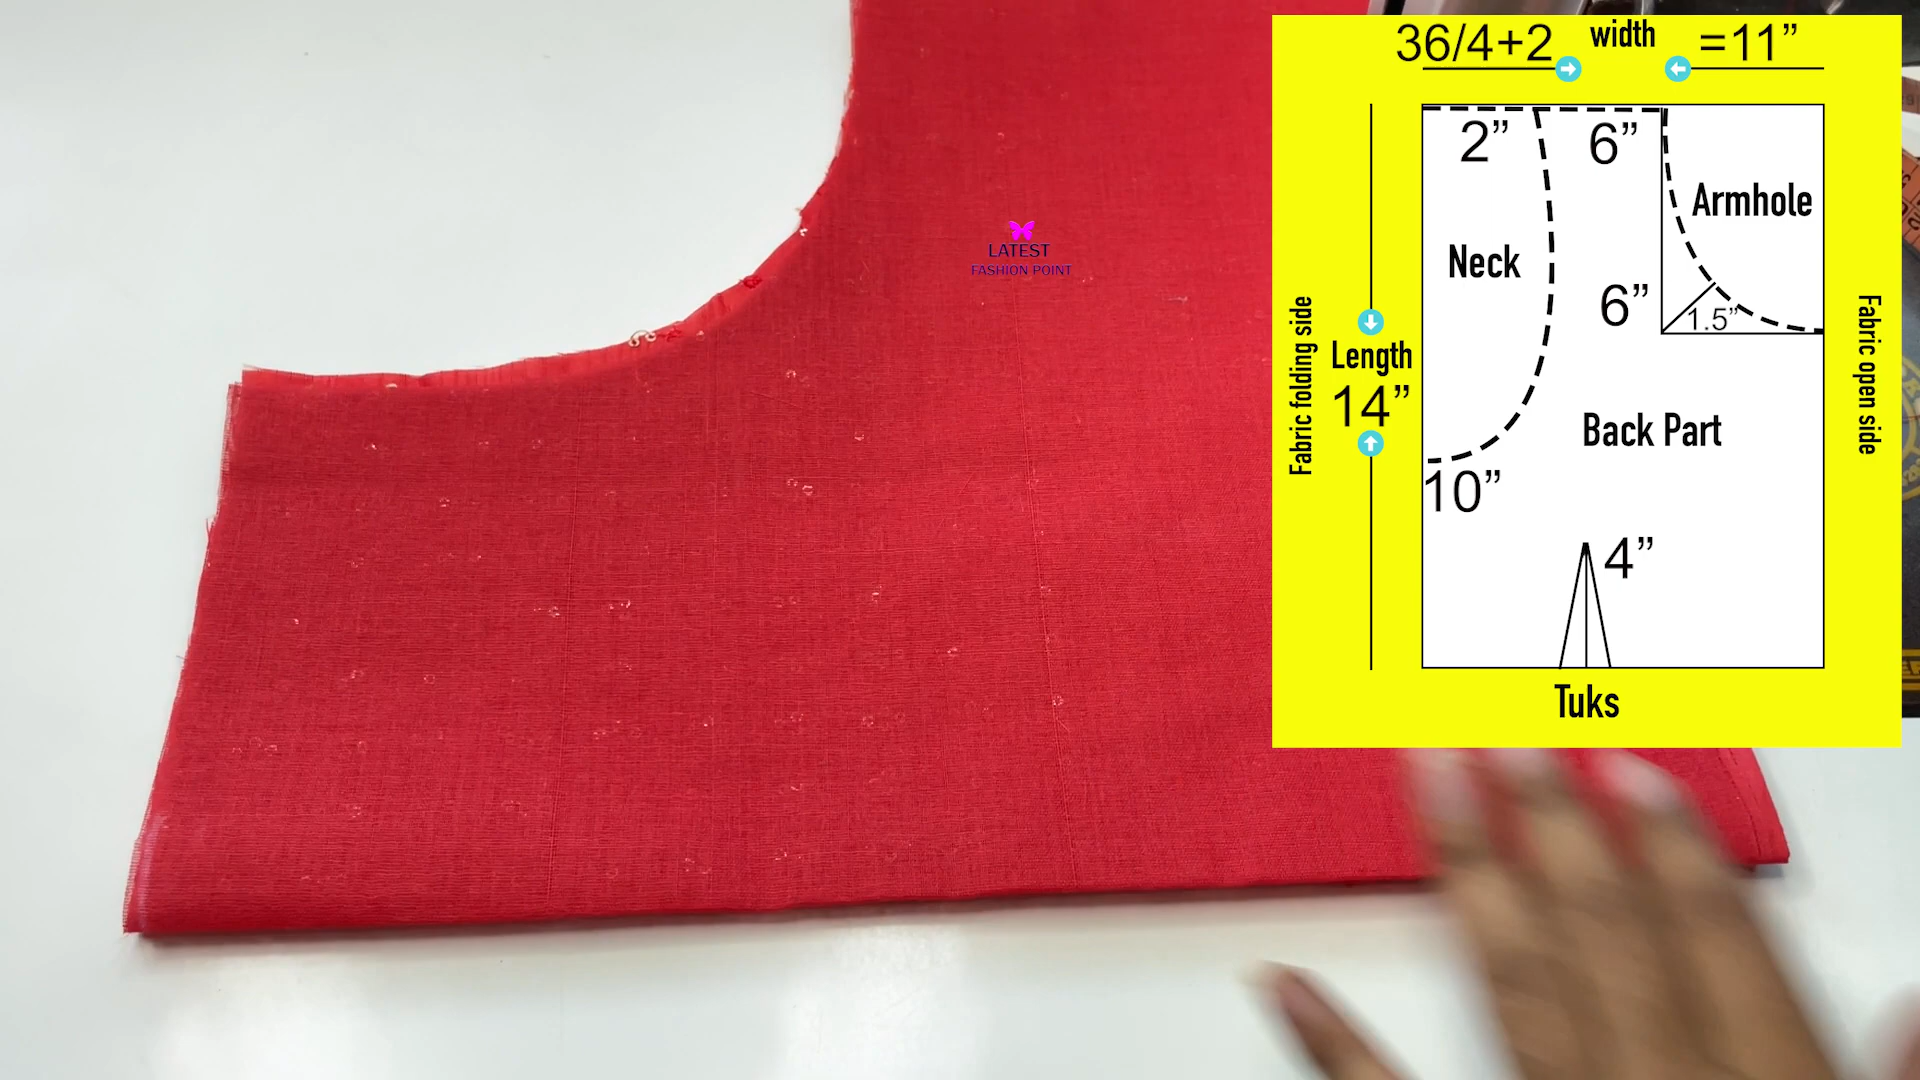 36/4+2 width =11”
2” 6”
Armhole
Neck
6”
1.5”
Fabric folding side
Length
14”
Fabric open side
Back Part
10”
4”
Tuks
LATEST
FASHION POINT